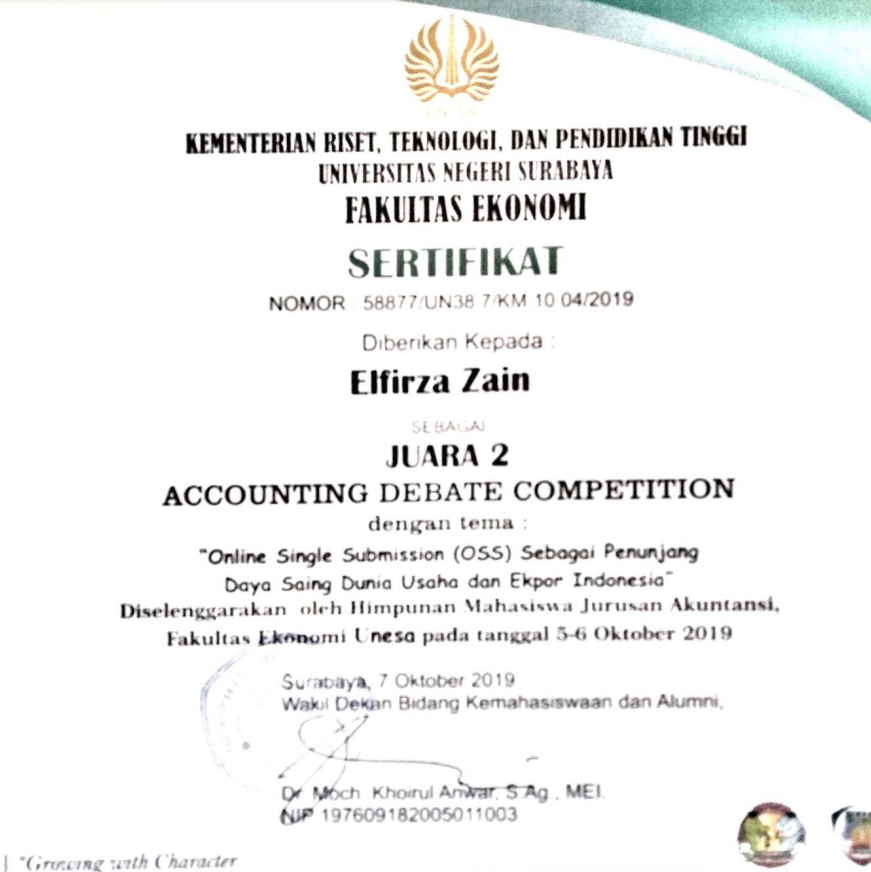 UNESA
KEMENTERIAN RISET, TEKNOLOGI, DAN PENDIDIKAN TINGGI
UNIVERSITAS NEGERI SURABAYA
FAKULTAS EKONOMI
SERTIFIKAT
NOMOR : 58877/UN38.7/KM.10.04/2019
Diberikan Kepada :
Elfirza Zain
SEBAGAI
JUARA 2
ACCOUNTING DEBATE COMPETITION
dengan tema :
"Online Single Submission (OSS) Sebagai Penunjang
Daya Saing Dunia Usaha dan Ekpor Indonesia"
Diselenggarakan oleh Himpunan Mahasiswa Jurusan Akuntansi,
Fakultas Ekonomi Unesa pada tanggal 5-6 Oktober 2019
Surabaya, 7 Oktober 2019
Wakil Dekan Bidang Kemahasiswaan dan Alumni,
Dr. Moch. Khoirul Anwar, S.Ag., MEI.
NIP 197609182005011003
| "Growing with Character